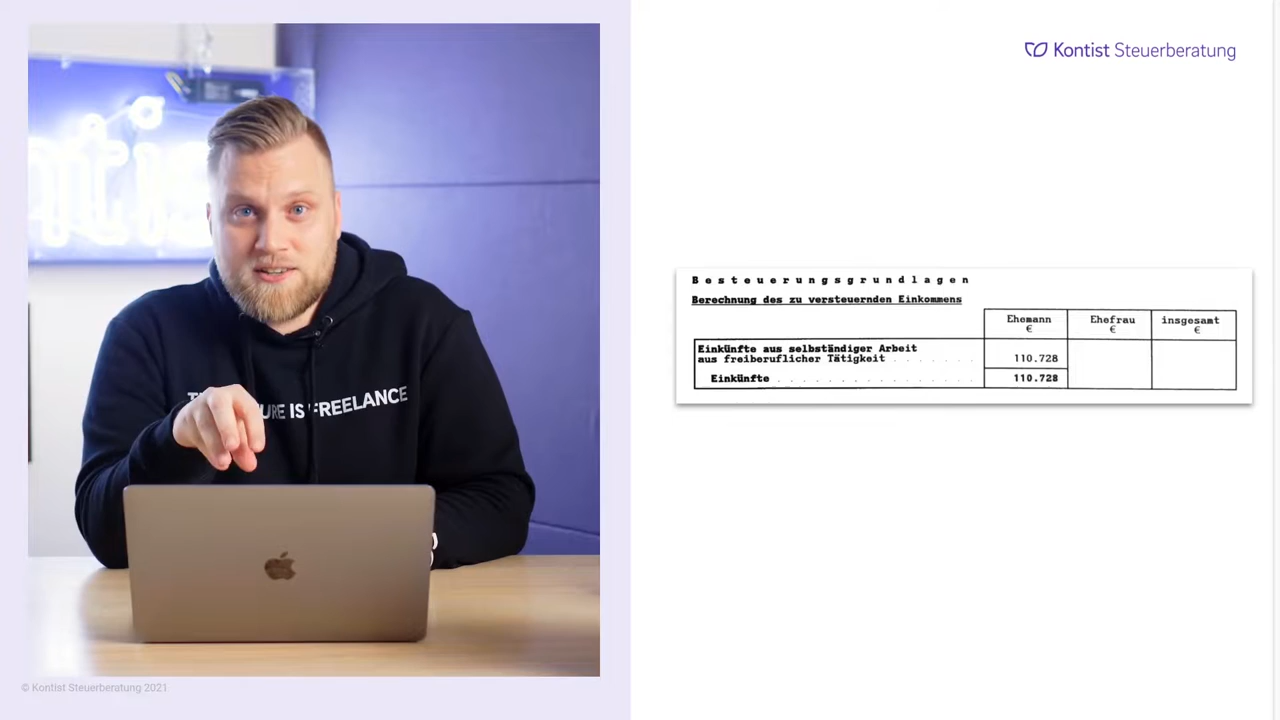 Kontist Steuerberatung
IS FREELANCE
Besteuerungsgrundlagen
Berechnung des zu versteuernden Einkommens
Ehemann Ehefrau insgesamt
€ € €
Einkünfte aus selbständiger Arbeit
aus freiberuflicher Tätigkeit . . . . . . . 110.728
Einkünfte . . . . . . . . . . . . . . . 110.728
© Kontist Steuerberatung 2021